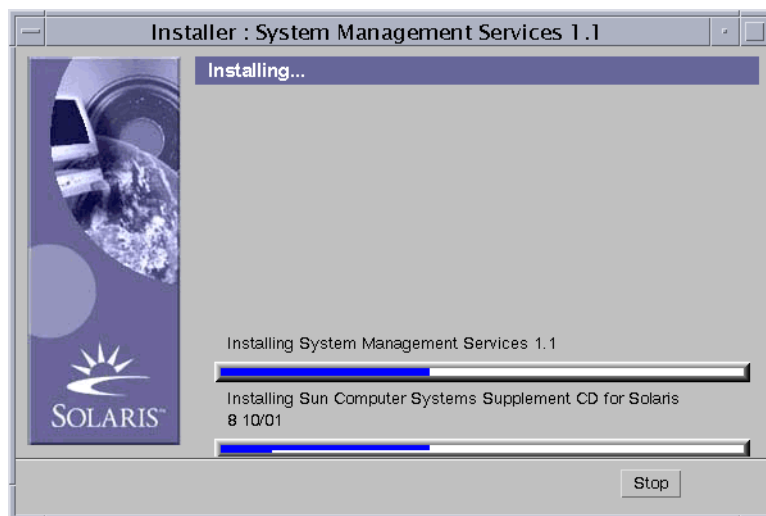 Installer : System Management Services 1.1
Installing...
Installing System Management Services 1.1
Installing Sun Computer Systems Supplement CD for Solaris
8 10/01
SOLARIS™
Stop